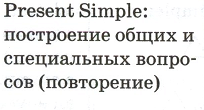 Present Simple:
построение общих и
специальных вопро-
сов (повторение)